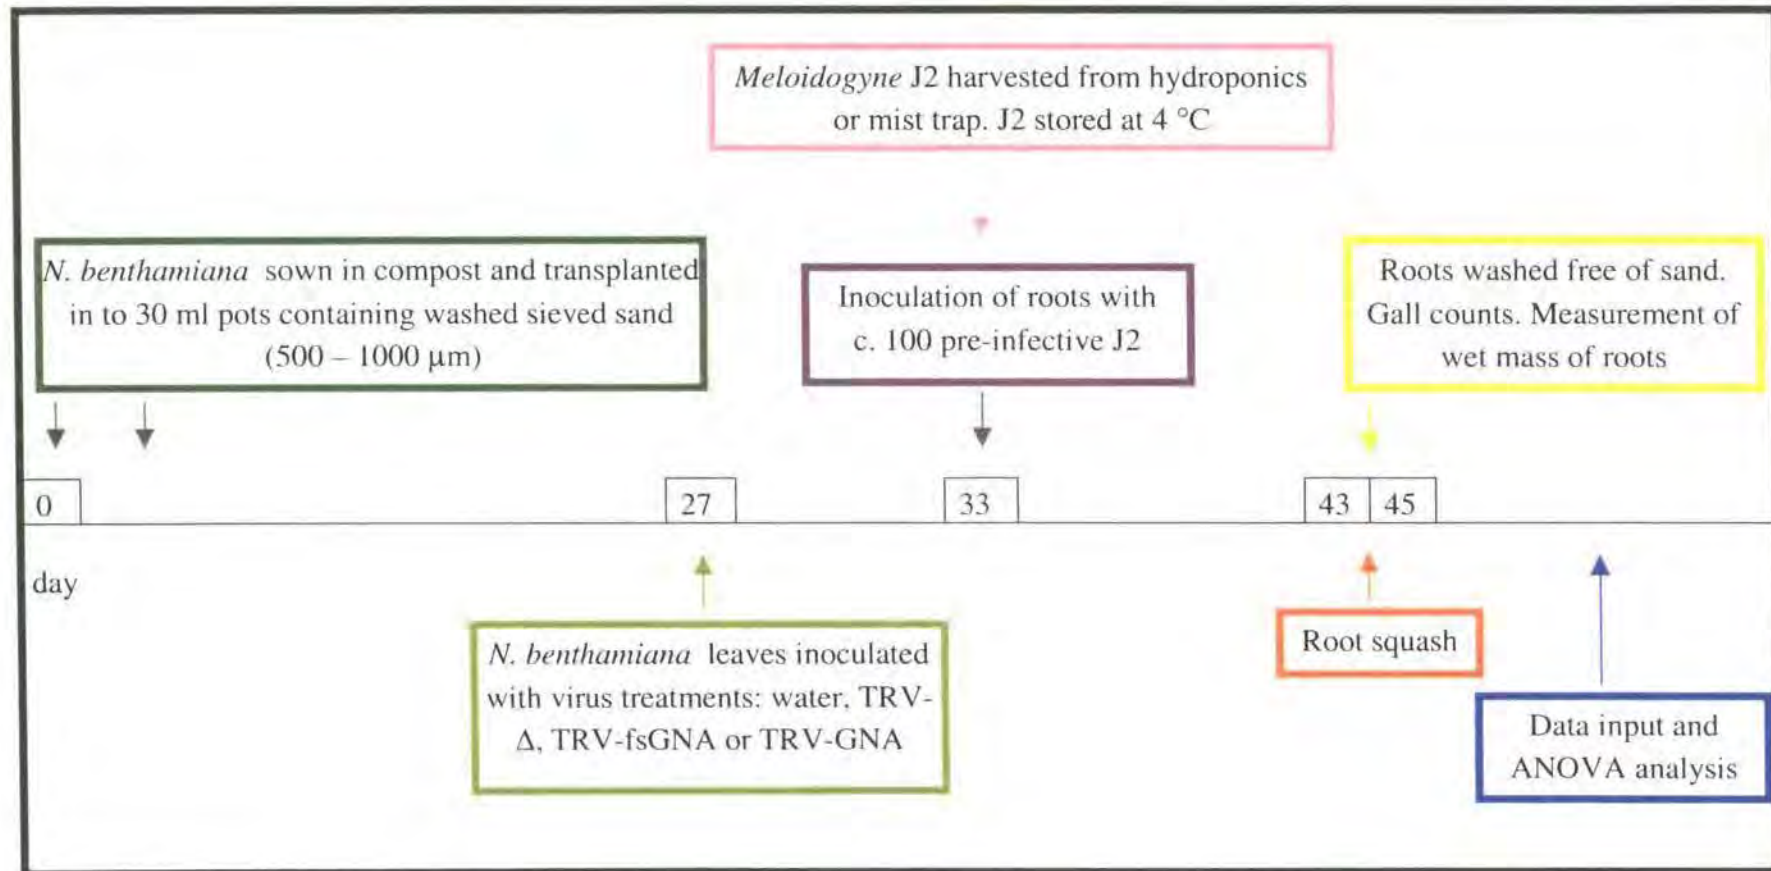 Meloidogyne J2 harvested from hydroponics
or mist trap. J2 stored at 4 °C
N. benthamiana sown in compost and transplanted
in to 30 ml pots containing washed sieved sand
(500 – 1000 µm)
Inoculation of roots with
c. 100 pre-infective J2
Roots washed free of sand.
Gall counts. Measurement of
wet mass of roots
0
27
33
43
45
day
N. benthamiana leaves inoculated
with virus treatments: water, TRV-
Δ, TRV-fsGNA or TRV-GNA
Root squash
Data input and
ANOVA analysis